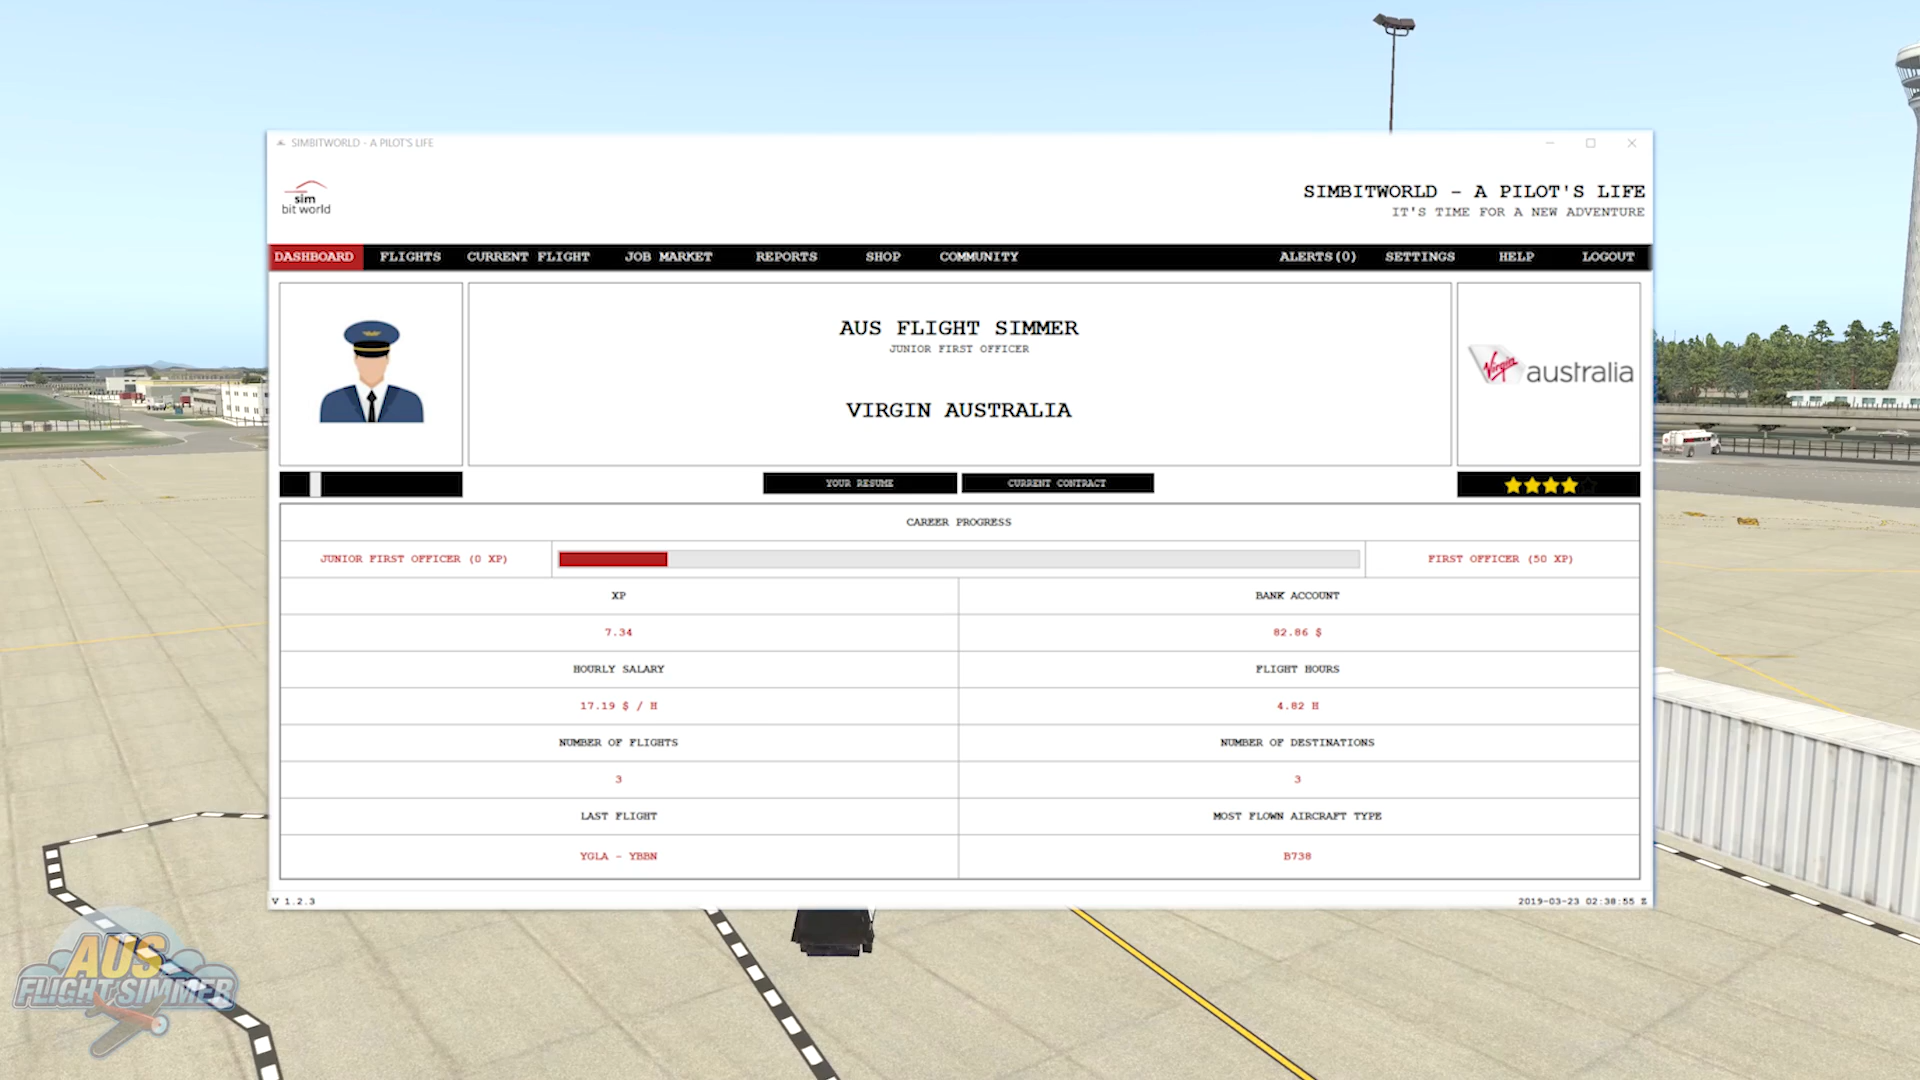 SIMBITWORLD - A PILOT'S LIFE
sim
bit world
SIMBITWORLD - A PILOT'S LIFE
IT'S TIME FOR A NEW ADVENTURE
DASHBOARD FLIGHTS CURRENT FLIGHT JOB MARKET REPORTS SHOP COMMUNITY ALERTS(0) SETTINGS HELP LOGOUT
AUS FLIGHT SIMMER
JUNIOR FIRST OFFICER
VIRGIN AUSTRALIA
Virgin australia
YOUR RESUME CURRENT CONTRACT
CAREER PROGRESS
JUNIOR FIRST OFFICER (0 XP) FIRST OFFICER (50 XP)
XP BANK ACCOUNT
7.34 82.86 $
HOURLY SALARY FLIGHT HOURS
17.19 $ / H 4.82 H
NUMBER OF FLIGHTS NUMBER OF DESTINATIONS
3 3
LAST FLIGHT MOST FLOWN AIRCRAFT TYPE
YGLA - YBBN B738
V 1.2.3 2019-03-23 02:38:55 Z
AUS
FLIGHT SIMMER